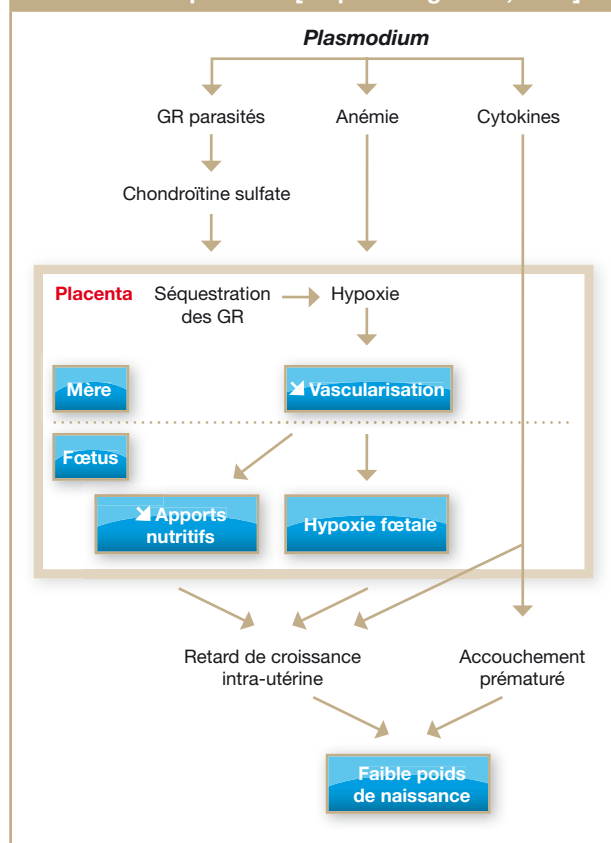 Plasmodium
GR parasités Anémie Cytokines
Chondroïtine sulfate
Placenta Séquestration des GR Hypoxie
Mère Vascularisation
Fœtus
Apports nutritifs Hypoxie fœtale
Retard de croissance intra-utérine Accouchement prématuré
Faible poids
de naissance